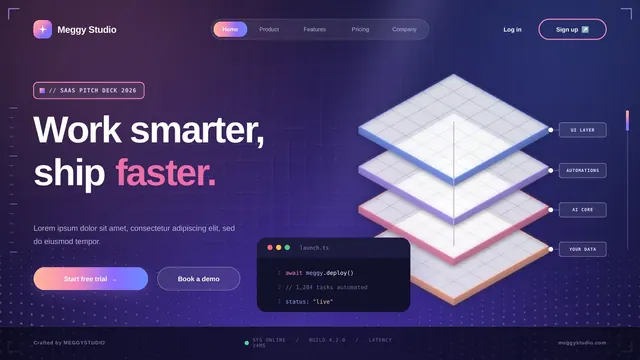 Meggy Studio
Home
Product
Features
Pricing
Company
Log in
Sign up ↗
// SAAS PITCH DECK 2026
Work smarter,
ship faster.
Lorem ipsum dolor sit amet, consectetur adipiscing elit, sed
do eiusmod tempor.
Start free trial →
Book a demo
UI LAYER
AUTOMATIONS
AI CORE
YOUR DATA
launch.ts
1 await meggy.deploy()
2 // 1,284 tasks automated
3 status: "live"
Crafted by MEGGYSTUDIO
SYS ONLINE / BUILD 4.2.0 / LATENCY
24MS
meggystudio.com